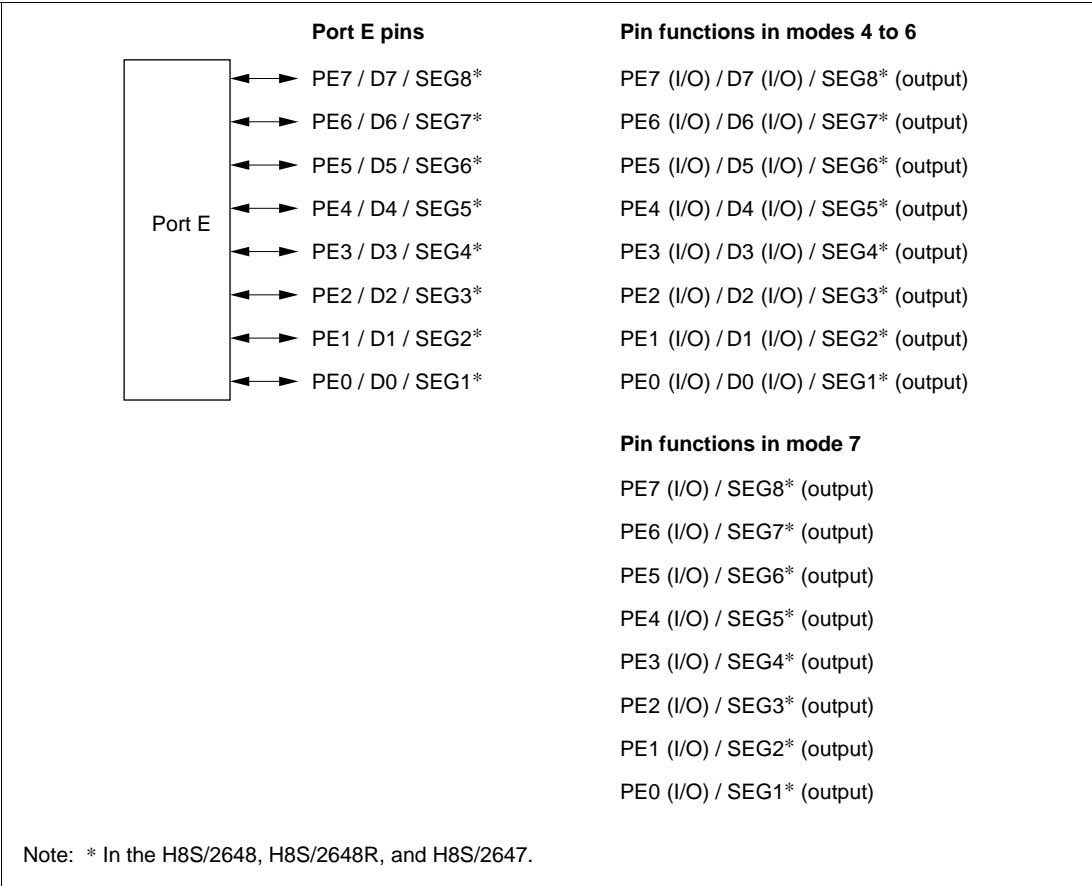 Port E pins Pin functions in modes 4 to 6
PE7 / D7 / SEG8* PE7 (I/O) / D7 (I/O) / SEG8* (output)
PE6 / D6 / SEG7* PE6 (I/O) / D6 (I/O) / SEG7* (output)
PE5 / D5 / SEG6* PE5 (I/O) / D5 (I/O) / SEG6* (output)
PE4 / D4 / SEG5* PE4 (I/O) / D4 (I/O) / SEG5* (output)
Port E
PE3 / D3 / SEG4* PE3 (I/O) / D3 (I/O) / SEG4* (output)
PE2 / D2 / SEG3* PE2 (I/O) / D2 (I/O) / SEG3* (output)
PE1 / D1 / SEG2* PE1 (I/O) / D1 (I/O) / SEG2* (output)
PE0 / D0 / SEG1* PE0 (I/O) / D0 (I/O) / SEG1* (output)
Pin functions in mode 7
PE7 (I/O) / SEG8* (output)
PE6 (I/O) / SEG7* (output)
PE5 (I/O) / SEG6* (output)
PE4 (I/O) / SEG5* (output)
PE3 (I/O) / SEG4* (output)
PE2 (I/O) / SEG3* (output)
PE1 (I/O) / SEG2* (output)
PE0 (I/O) / SEG1* (output)
Note: * In the H8S/2648, H8S/2648R, and H8S/2647.